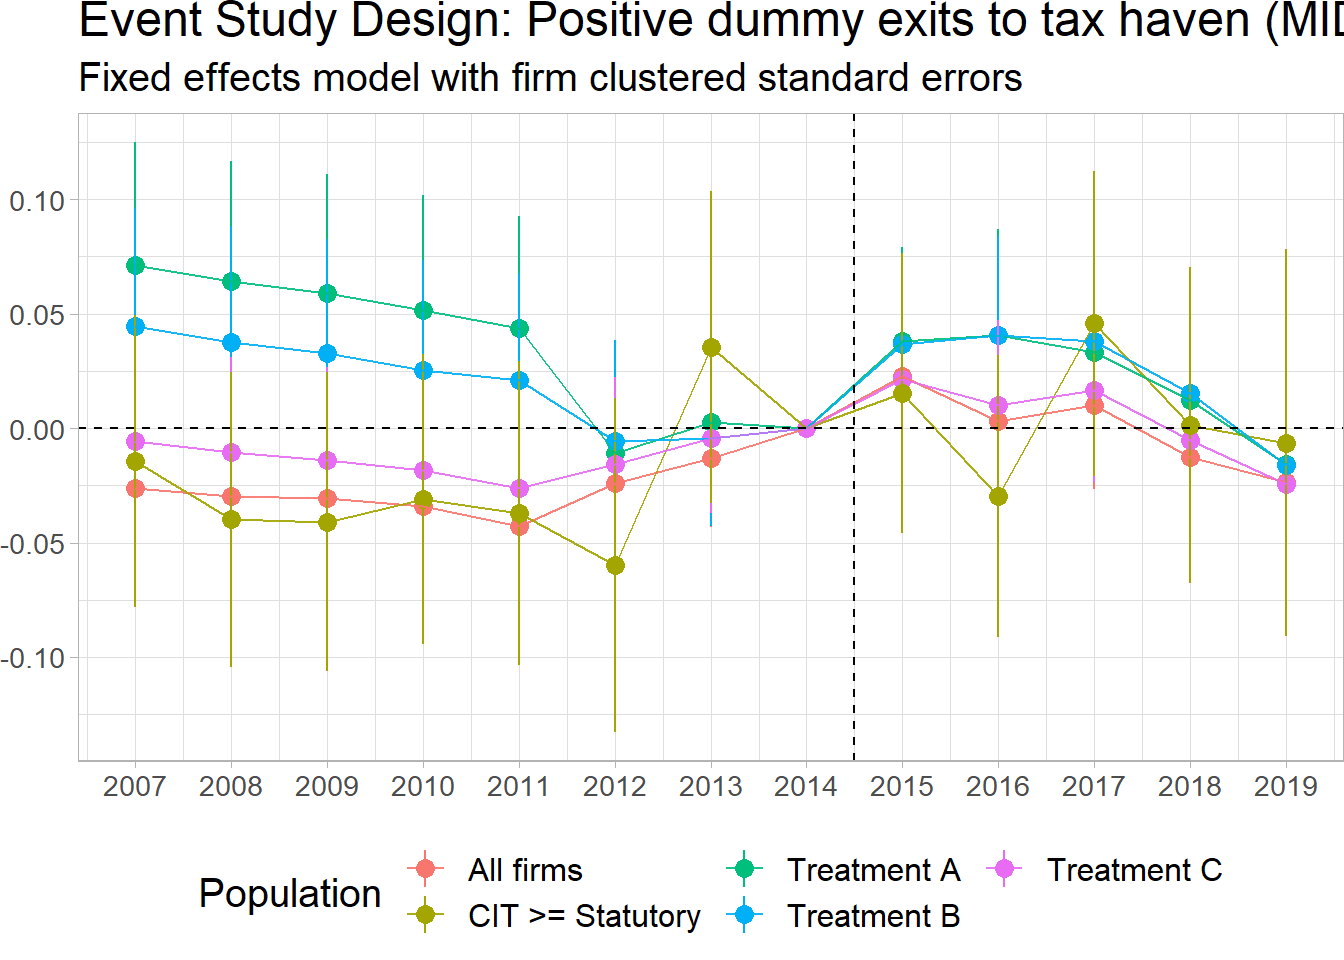 Event Study Design: Positive dummy exits to tax haven
Fixed effects model with firm clustered standard errors
0.10
0.05
0.00
-0.05
-0.10
2007 2008 2009 2010 2011 2012 2013 2014 2015 2016 2017 2018 2019
Population
All firms
CIT >= Statutory
Treatment A
Treatment B
Treatment C